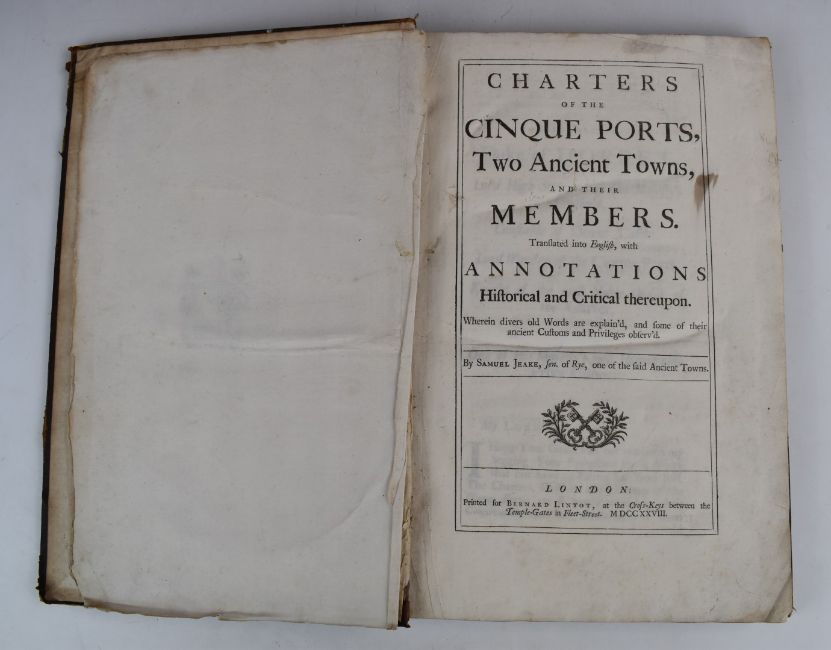 CHARTERS
OF THE
CINQUE PORTS,
Two Ancient Towns,
AND THEIR
MEMBERS.
Tranſlated into Engliſh, with
ANNOTATIONS
Hiſtorical and Critical thereupon.
Wherein divers old Words are explain'd, and ſome of their
ancient Cuſtoms and Privileges obſerv'd.
By SAMUEL JEAKE, ſen. of Rye, one of the ſaid Ancient Towns.
LONDON:
Printed for BERNARD LINTOT, at the Croſs-Keys between the
Temple-Gates in Fleet-Street. MDCCXXVIII.